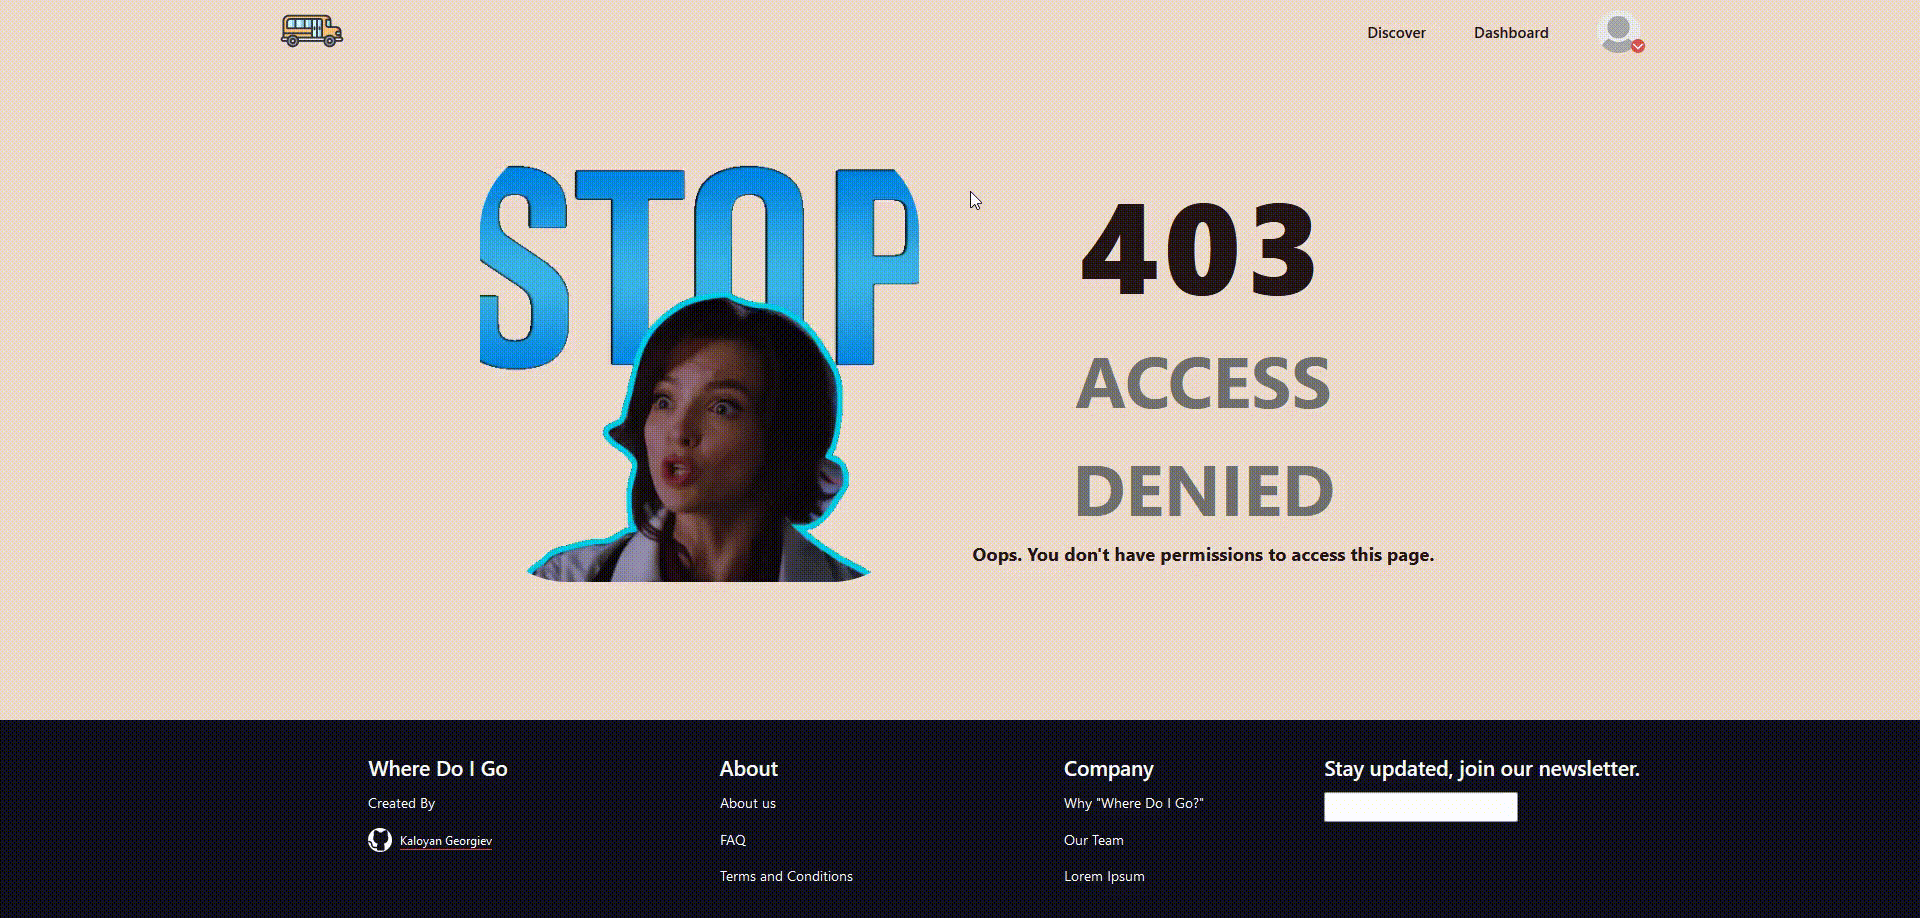 Discover
Dashboard
STOP
403
ACCESS
DENIED
Oops. You don't have permissions to access this page.
Where Do I Go
Created By
Kaloyan Georgiev
About
About us
FAQ
Terms and Conditions
Company
Why "Where Do I Go?"
Our Team
Lorem Ipsum
Stay updated, join our newsletter.